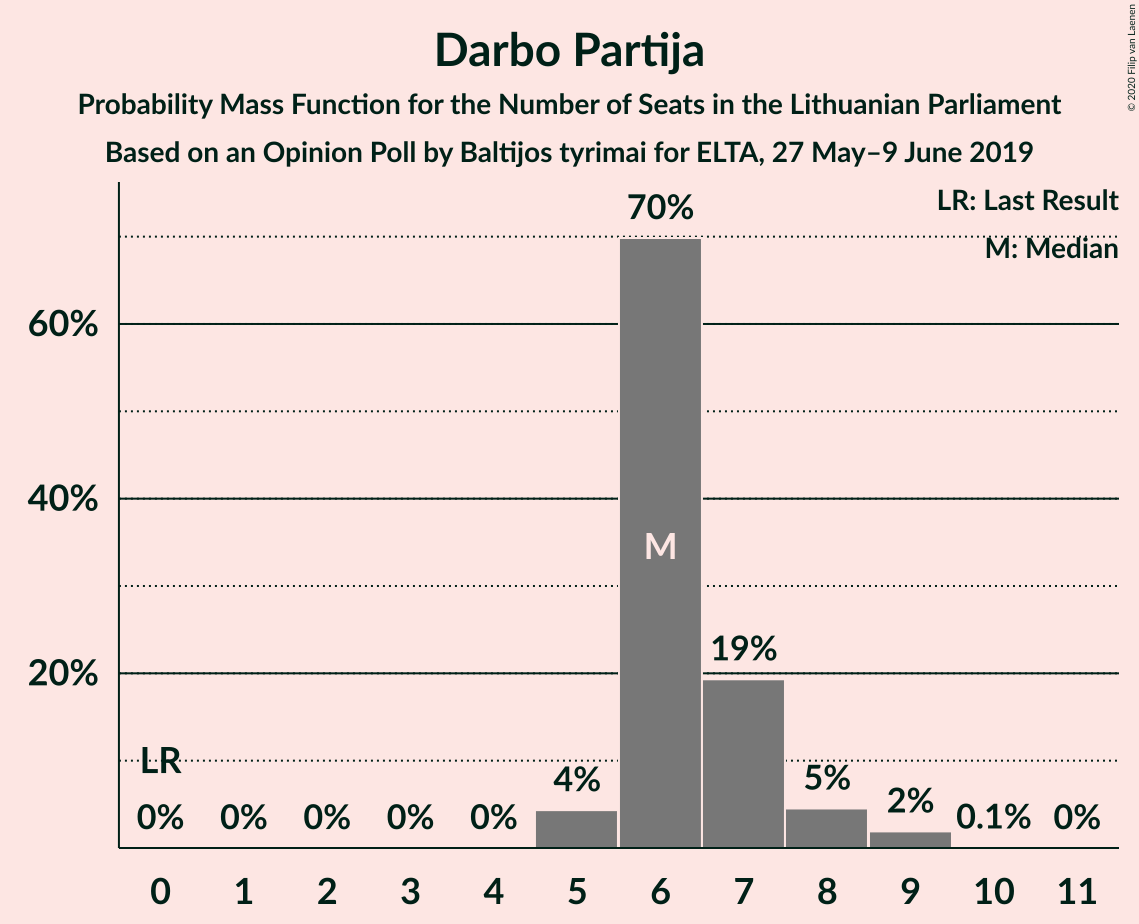 Darbo Partija
Probability Mass Function for the Number of Seats in the Lithuanian Parliament
Based on an Opinion Poll by Baltijos tyrimai for ELTA, 27 May–9 June 2019
© 2020 Filip van Laenen
LR: Last Result
M: Median
60%
40%
20%
LR
0% 0% 0% 0% 0% 4% 70% 19% 5% 2% 0.1% 0%
M
0 1 2 3 4 5 6 7 8 9 10 11